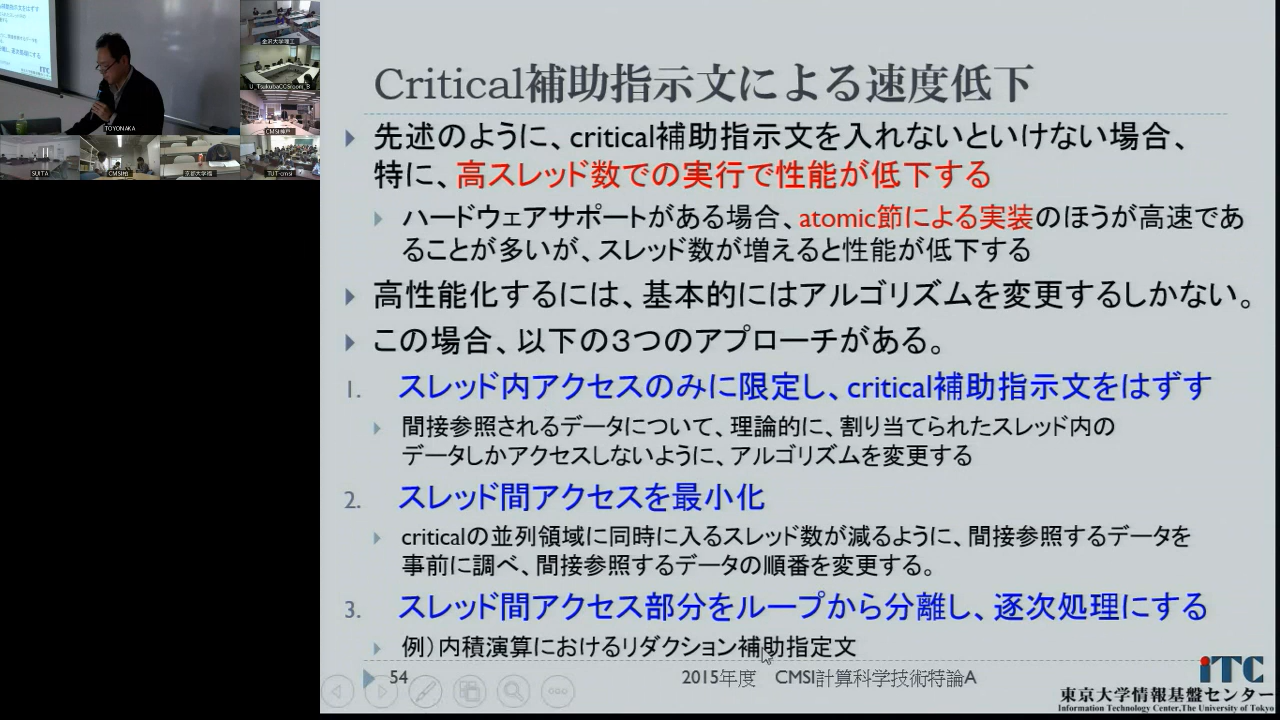 Critical補助指示文による速度低下
先述のように、critical補助指示文を入れないといけない場合、
特に、高スレッド数での実行で性能が低下する
ハードウェアサポートがある場合、atomic節による実装のほうが高速であ
ることが多いが、スレッド数が増えると性能が低下する
高性能化するには、基本的にはアルゴリズムを変更するしかない。
この場合、以下の3つのアプローチがある。
1. スレッド内アクセスのみに限定し、critical補助指示文をはずす
間接参照されるデータについて、理論的に、割り当てられたスレッド内の
データしかアクセスしないように、アルゴリズムを変更する
2. スレッド間アクセスを最小化
criticalの並列領域に同時に入るスレッド数が減るように、間接参照するデータを
事前に調べ、間接参照するデータの順番を変更する。
3. スレッド間アクセス部分をループから分離し、逐次処理にする
例）内積演算におけるリダクション補助指定文
54
2015年度 CMSI計算科学技術特論A
iTC
東京大学情報基盤センター
Information Technology Center,The University of Tokyo
TOYONAKA
金沢大学理工
U_TsukubaCCSroom_B
CMSI神戸
SUITA
CMSI柏
TUT-cmsi